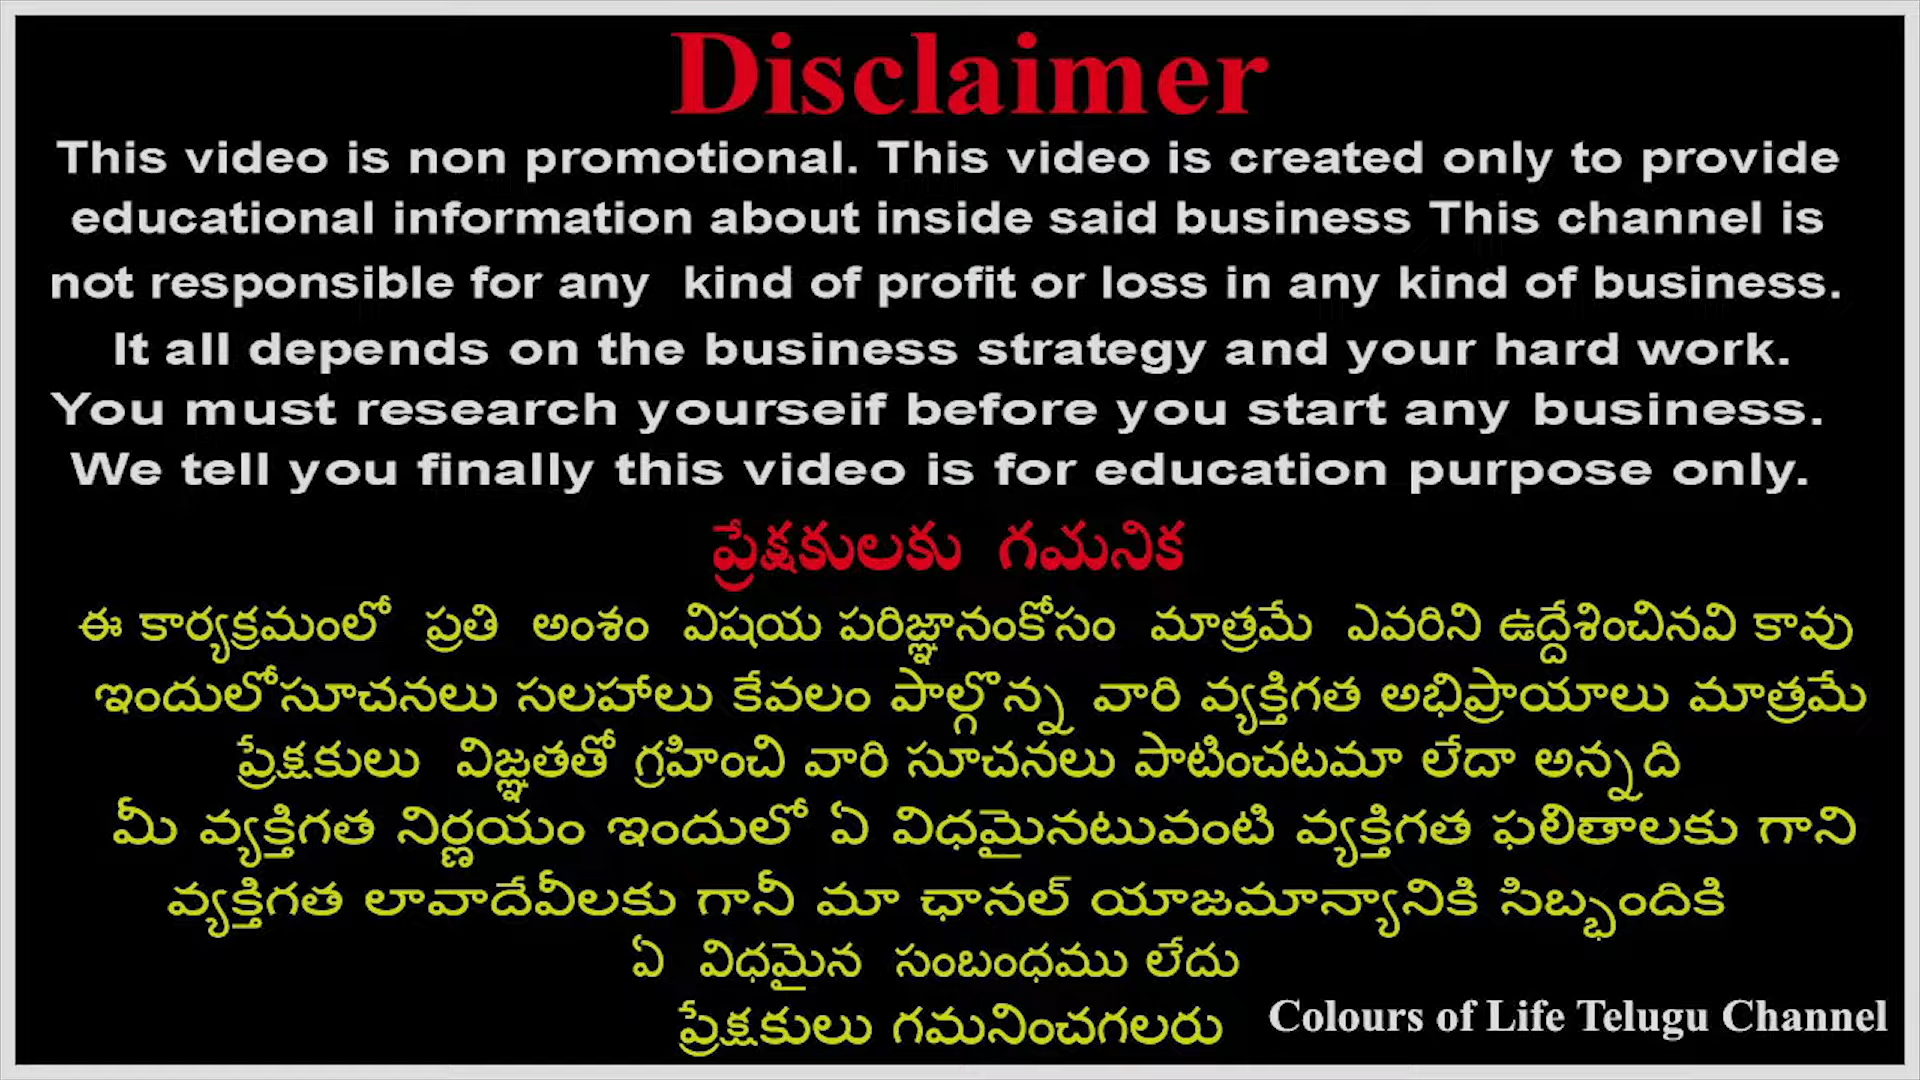 Disclaimer
This video is non promotional. This video is created only to provide
educational information about inside said business This channel is
not responsible for any kind of profit or loss in any kind of business.
It all depends on the business strategy and your hard work.
You must research yourseif before you start any business.
We tell you finally this video is for education purpose only.
ప్రేక్షకులకు గమనిక
ఈ కార్యక్రమంలో ప్రతి అంశం విషయ పరిజ్ఞానంకోసం మాత్రమే ఎవరిని ఉద్దేశించినవి కావు
ఇందులోసూచనలు సలహాలు కేవలం పాల్గొన్న వారి వ్యక్తిగత అభిప్రాయాలు మాత్రమే
ప్రేక్షకులు విజ్ఞతతో గ్రహించి వారి సూచనలు పాటించటమా లేదా అన్నది
మీ వ్యక్తిగత నిర్ణయం ఇందులో ఏ విధమైనటువంటి వ్యక్తిగత ఫలితాలకు గాని
వ్యక్తిగత లావాదేవీలకు గానీ మా ఛానల్ యాజమాన్యానికి సిబ్బందికి
ఏ విధమైన సంబంధము లేదు
ప్రేక్షకులు గమనించగలరు
Colours of Life Telugu Channel